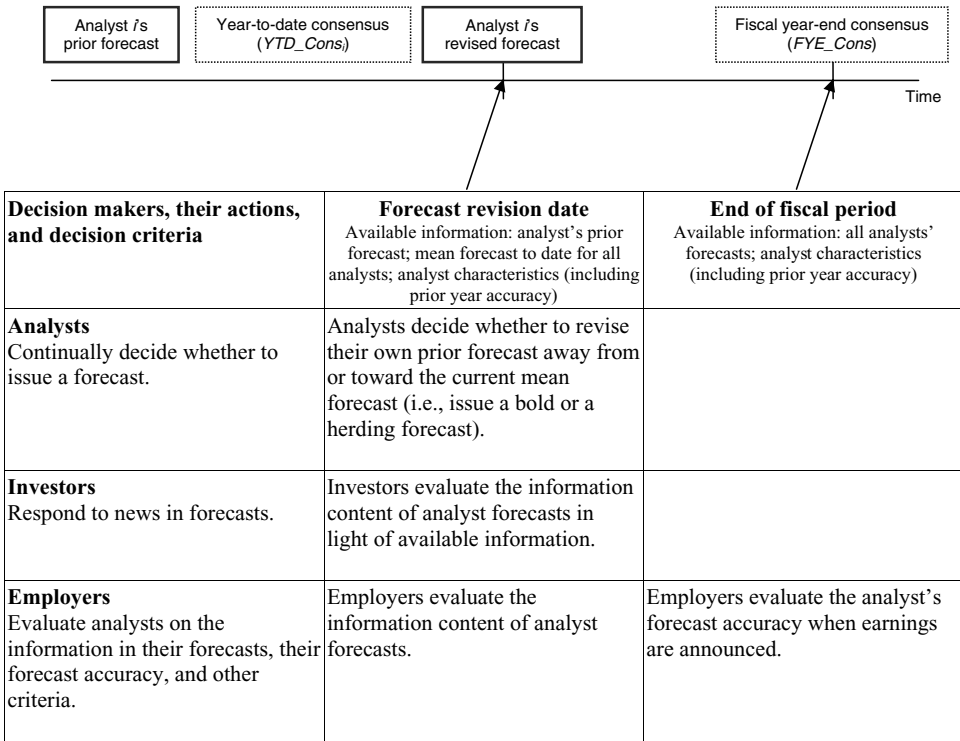 Analyst i's
prior forecast
Year-to-date consensus
(YTD_Consi)
Analyst i's
revised forecast
Fiscal year-end consensus
(FYE_Cons)
Time
Decision makers, their actions,
and decision criteria
Forecast revision date
Available information: analyst's prior
forecast; mean forecast to date for all
analysts; analyst characteristics (including
prior year accuracy)
End of fiscal period
Available information: all analysts'
forecasts; analyst characteristics
(including prior year accuracy)
Analysts
Continually decide whether to
issue a forecast.
Analysts decide whether to revise
their own prior forecast away from
or toward the current mean
forecast (i.e., issue a bold or a
herding forecast).
Investors
Respond to news in forecasts.
Investors evaluate the information
content of analyst forecasts in
light of available information.
Employers
Evaluate analysts on the
information in their forecasts, their
forecast accuracy, and other
criteria.
Employers evaluate the
information content of analyst
forecasts.
Employers evaluate the analyst's
forecast accuracy when earnings
are announced.